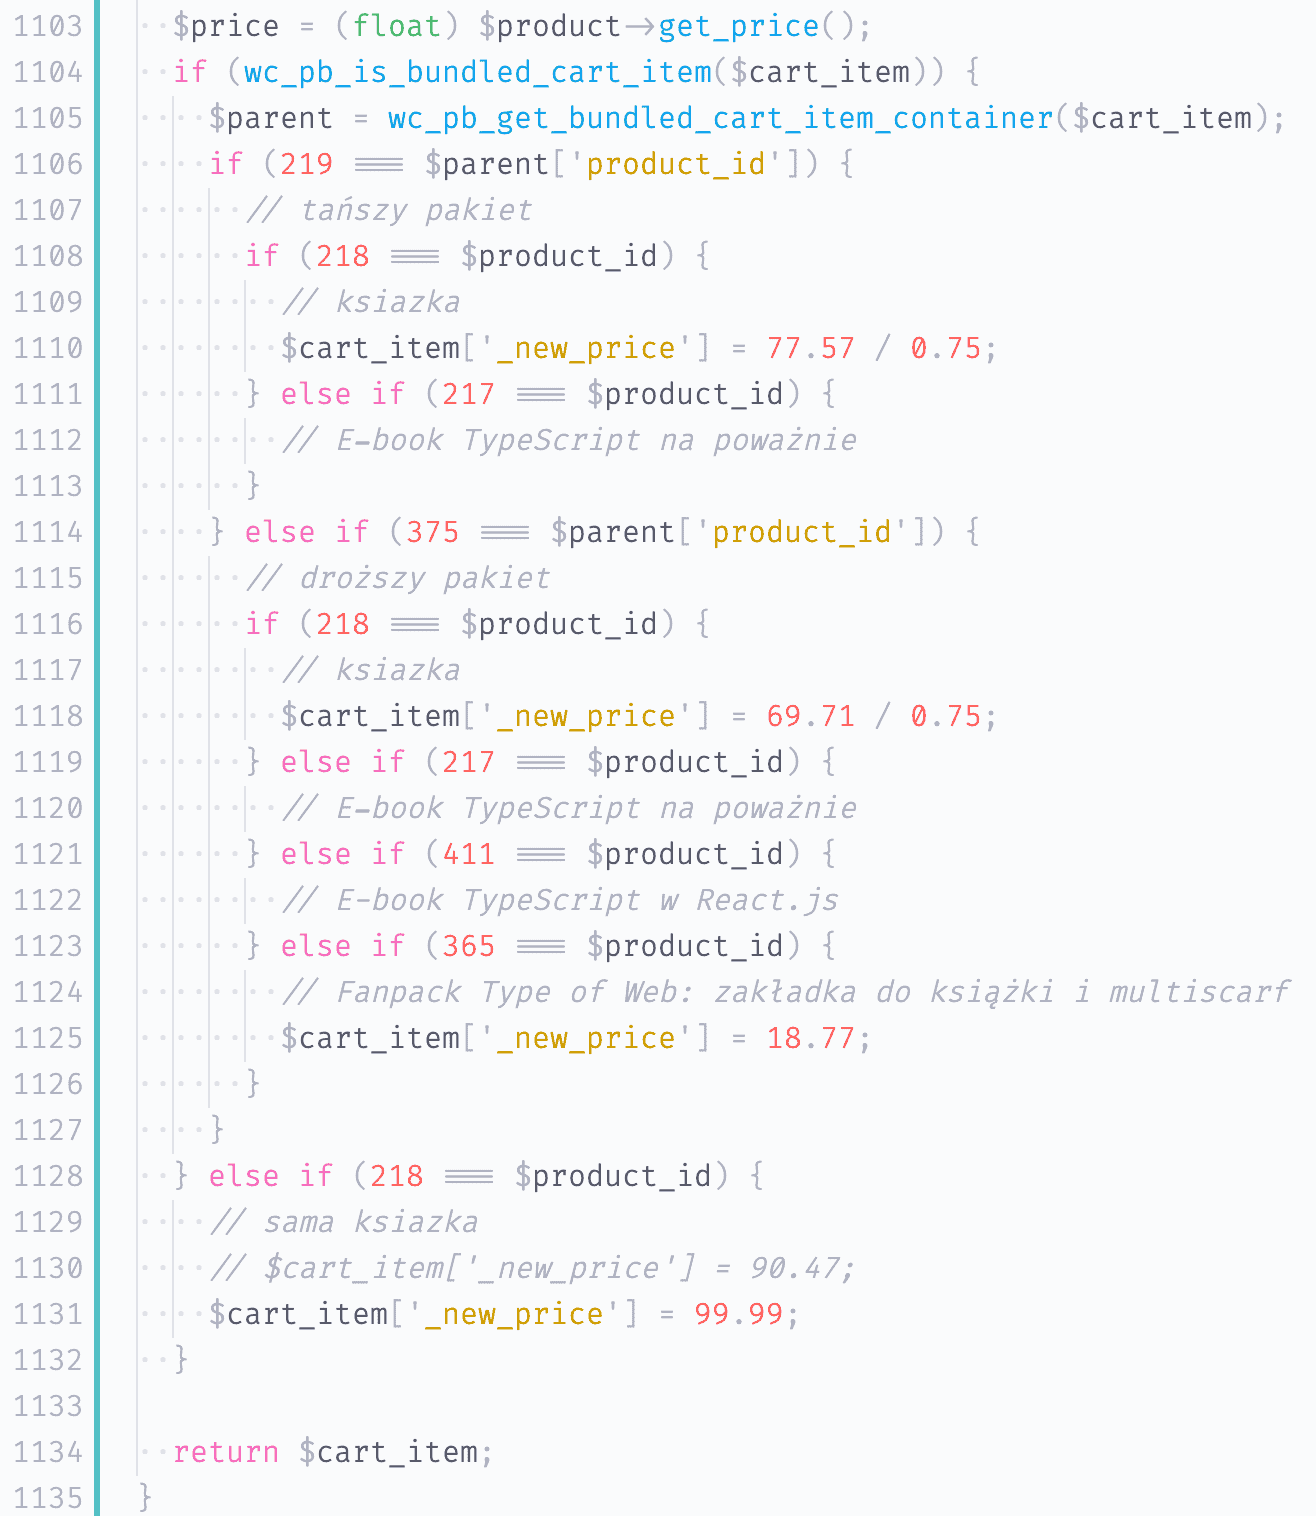 1103   $price = (float) $product->get_price();
1104   if (wc_pb_is_bundled_cart_item($cart_item)) {
1105     $parent = wc_pb_get_bundled_cart_item_container($cart_item);
1106     if (219 === $parent['product_id']) {
1107       // tańszy pakiet
1108       if (218 === $product_id) {
1109         // ksiazka
1110         $cart_item['_new_price'] = 77.57 / 0.75;
1111       } else if (217 === $product_id) {
1112         // E-book TypeScript na poważnie
1113       }
1114     } else if (375 === $parent['product_id']) {
1115       // droższy pakiet
1116       if (218 === $product_id) {
1117         // ksiazka
1118         $cart_item['_new_price'] = 69.71 / 0.75;
1119       } else if (217 === $product_id) {
1120         // E-book TypeScript na poważnie
1121       } else if (411 === $product_id) {
1122         // E-book TypeScript w React.js
1123       } else if (365 === $product_id) {
1124         // Fanpack Type of Web: zakładka do książki i multiscarf
1125         $cart_item['_new_price'] = 18.77;
1126       }
1127     }
1128   } else if (218 === $product_id) {
1129     // sama ksiazka
1130     // $cart_item['_new_price'] = 90.47;
1131     $cart_item['_new_price'] = 99.99;
1132   }
1133
1134   return $cart_item;
1135 }